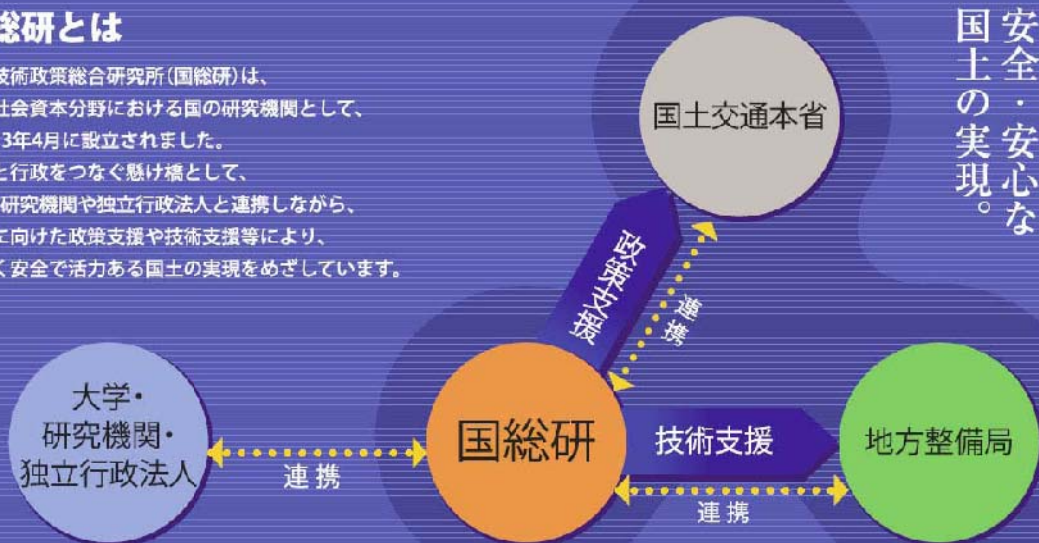 総研とは
技術政策総合研究所(国総研)は、
社会資本分野における国の研究機関として、
3年4月に設立されました。
と行政をつなぐ懸け橋として、
研究機関や独立行政法人と連携しながら、
に向けた政策支援や技術支援等により、
く安全で活力ある国土の実現をめざしています。
安全・安心な
国土の実現。
国土交通本省
政策支援
連携
大学・
研究機関・
独立行政法人
連携
国総研
技術支援
連携
地方整備局